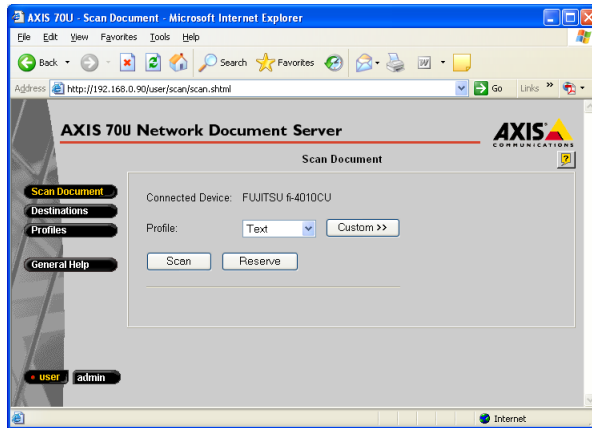 AXIS 70U - Scan Document - Microsoft Internet Explorer
File Edit View Favorites Tools Help
Back Search Favorites
Address http://192.168.0.90/user/scan/scan.shtml Go Links »
AXIS 70U Network Document Server
AXIS
COMMUNICATIONS
Scan Document
?
Scan Document
Destinations
Profiles
General Help
Connected Device: FUJITSU fi-4010CU
Profile: Text Custom >>
Scan Reserve
user admin
Internet